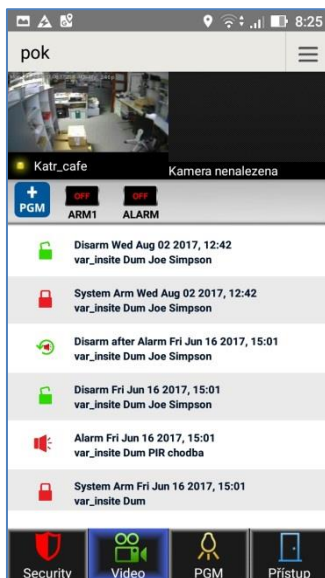 8:25
pok
Katr_cafe
Kamera nenalezena
+
PGM
OFF
OFF
ARM1
ALARM
Disarm Wed Aug 02 2017, 12:42
var_insite Dum Joe Simpson
System Arm Wed Aug 02 2017, 12:42
var_insite Dum Joe Simpson
Disarm after Alarm Fri Jun 16 2017, 15:01
var_insite Dum Joe Simpson
Disarm Fri Jun 16 2017, 15:01
var_insite Dum Joe Simpson
Alarm Fri Jun 16 2017, 15:01
var_insite Dum PIR chodba
System Arm Fri Jun 16 2017, 15:01
var_insite Dum
Security
Video
PGM
Přístup